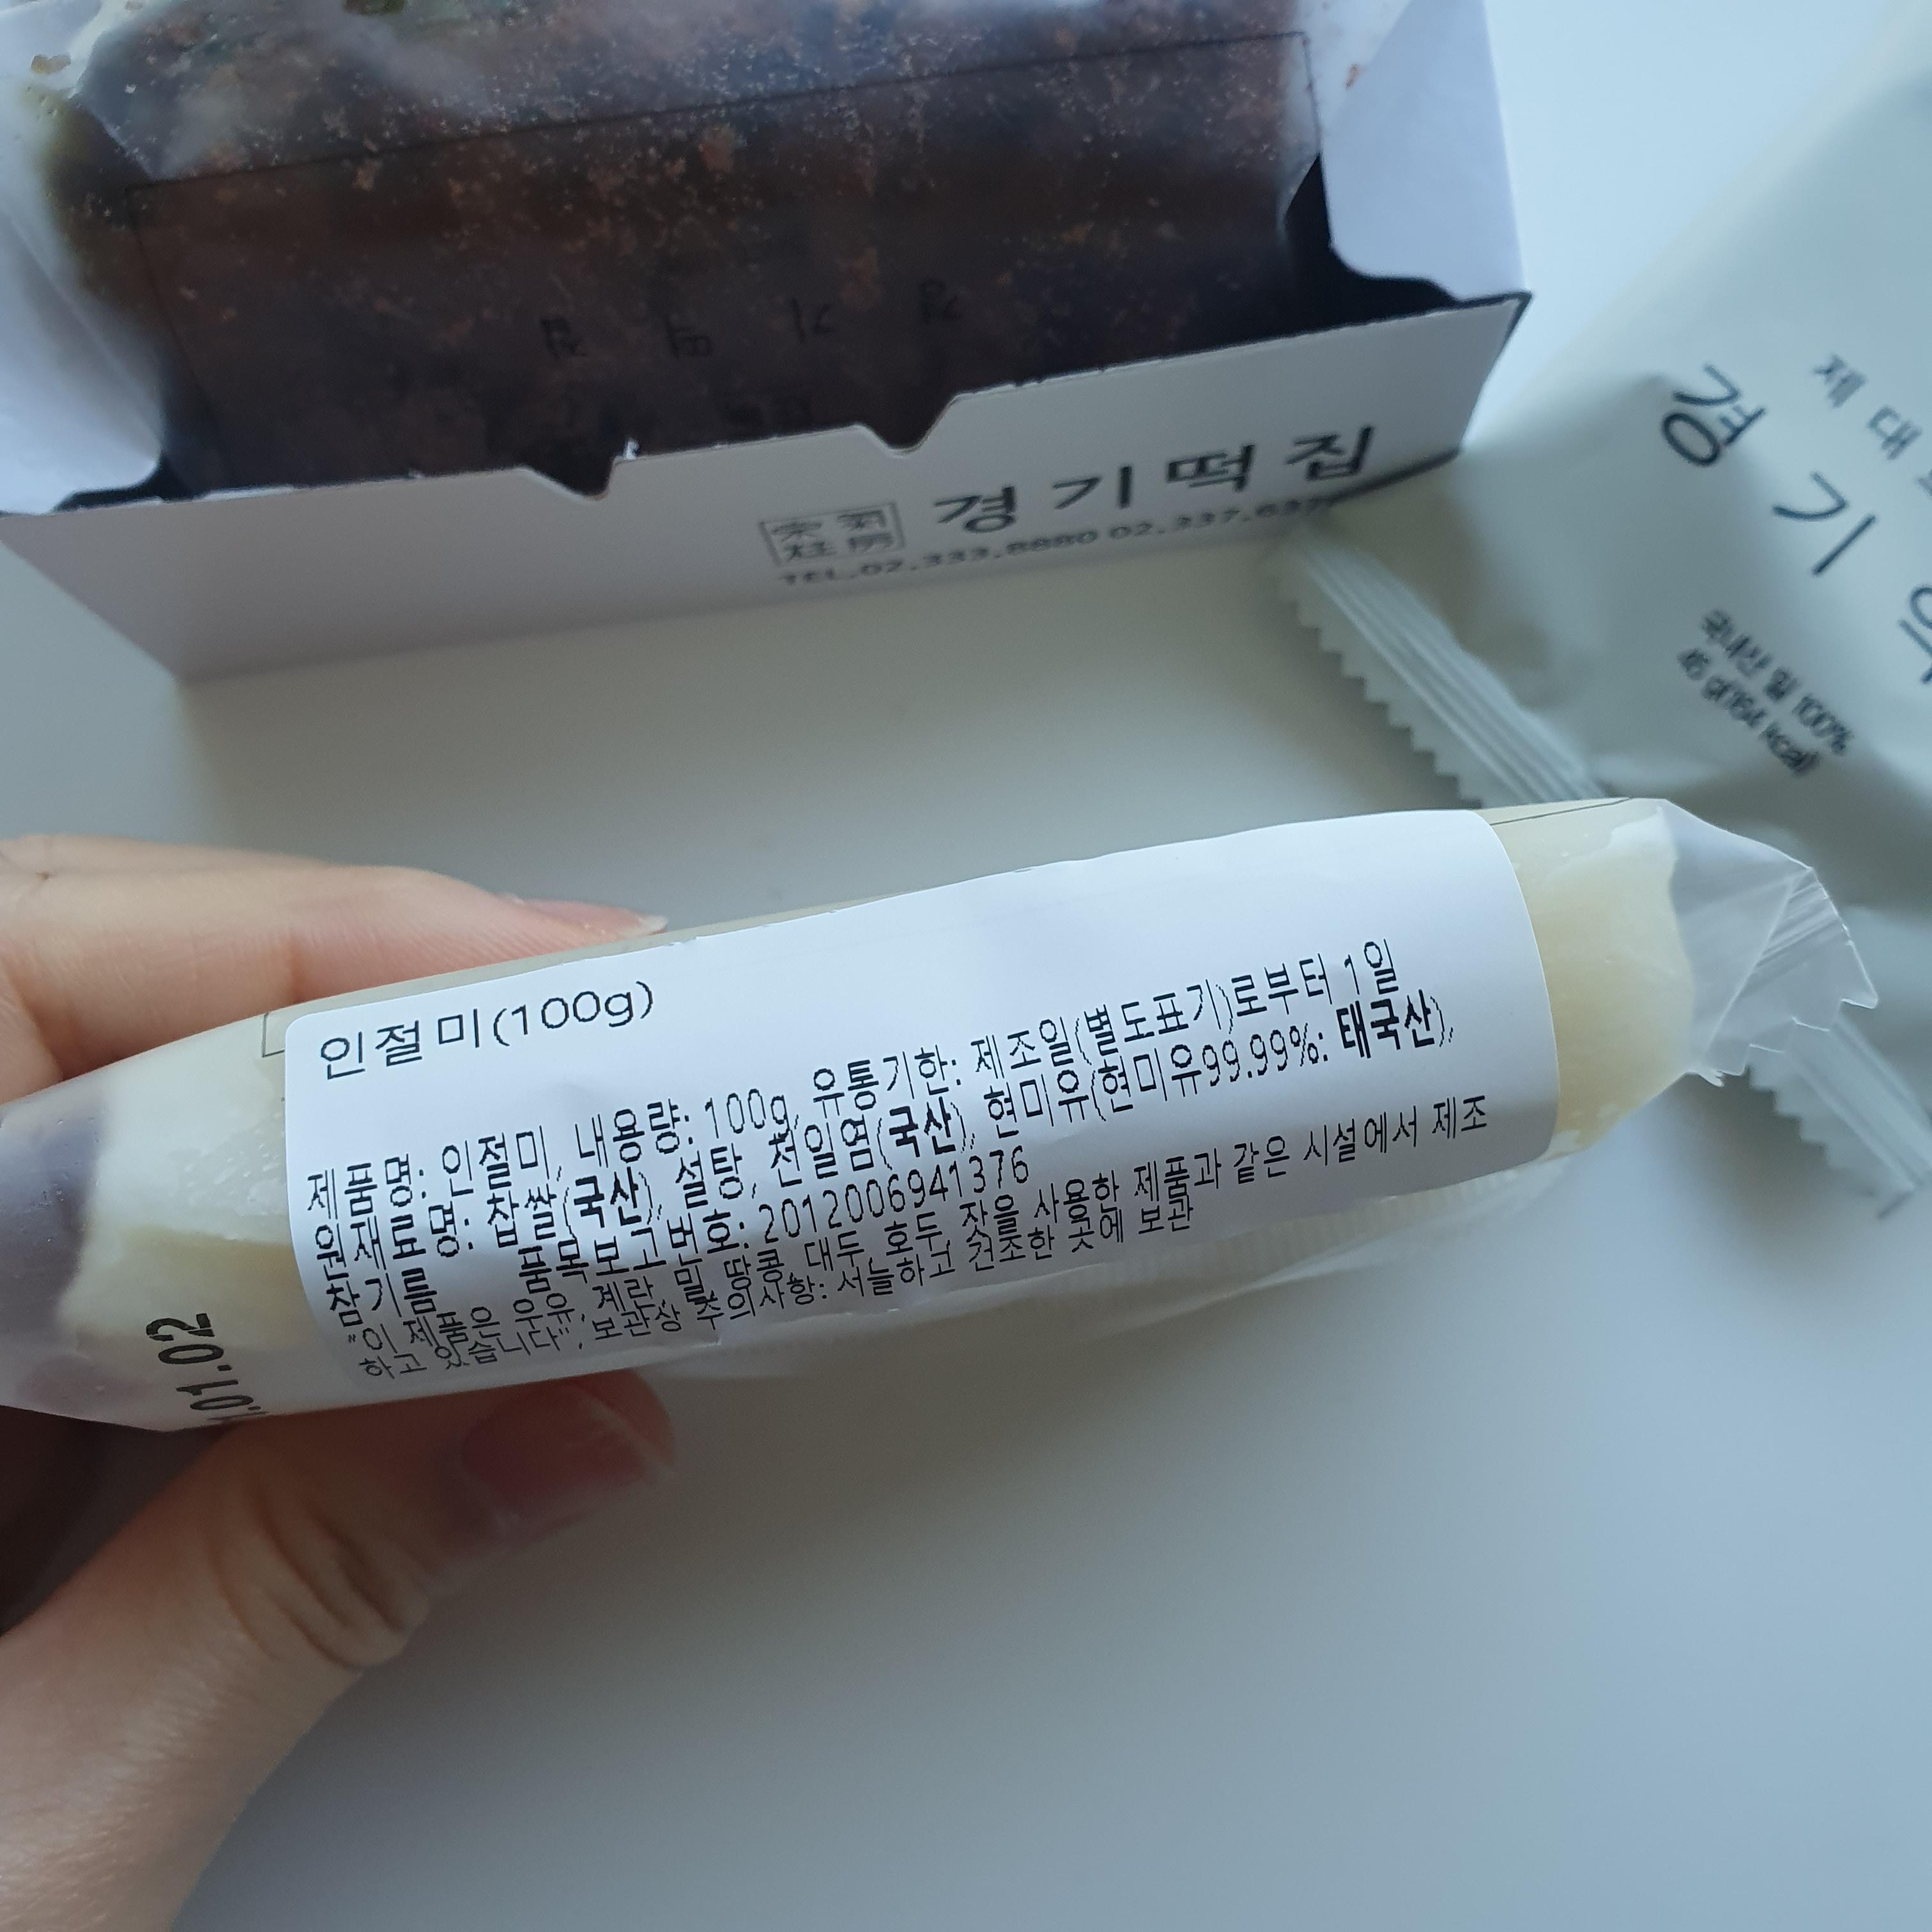 경기떡집
TEL.02.333.8880 02.337.637
제 대
경 기
국내산 밀 100%
45 g(164 kcal)
인절미(100g)
제품명: 인절미, 내용량: 100g, 유통기한: 제조일(별도표기)로부터 1일
원재료명: 찹쌀(국산), 설탕, 천일염(국산), 현미유(현미유99.99%: 태국산),
참기름 품목보고번호: 2012006941376
"이 제품은 우유, 계란, 밀, 땅콩, 대두, 호두, 잣을 사용한 제품과 같은 시설에서 제조
하고 있습니다", 보관상 주의사항: 서늘하고 건조한 곳에 보관
.01.02